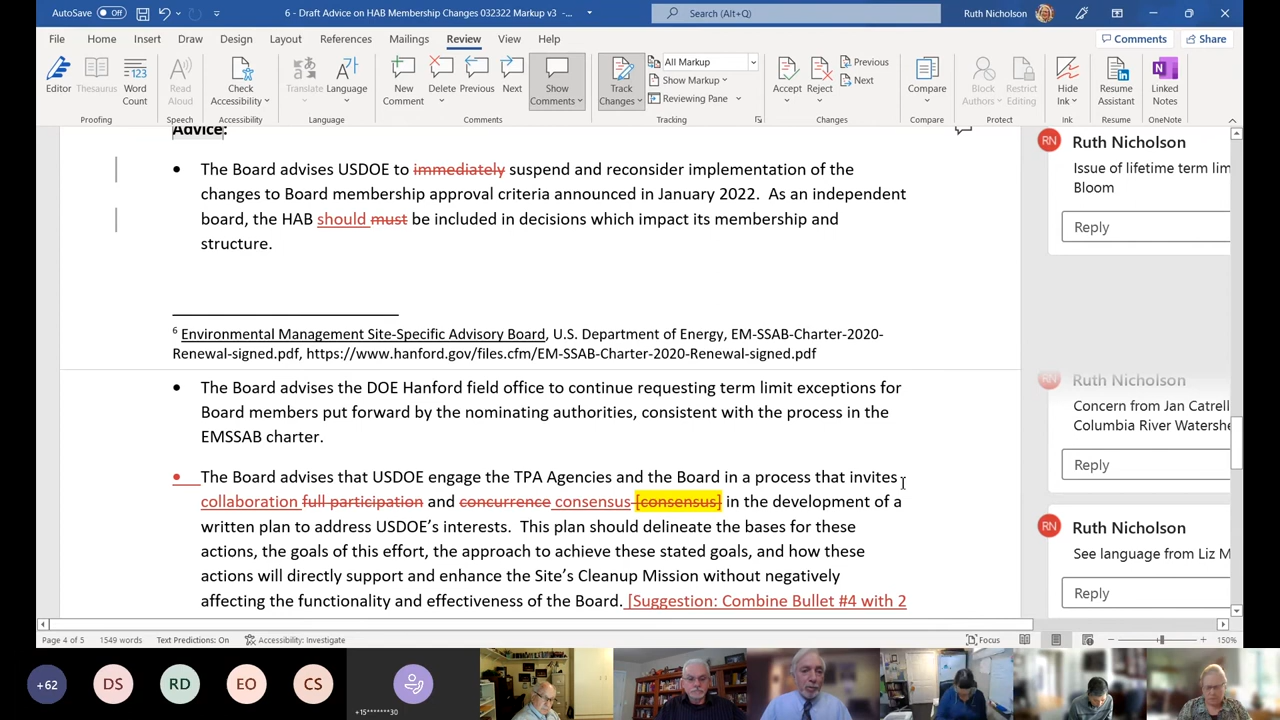 AutoSave Off 6 - Draft Advice on HAB Membership Changes 032322 Markup v3 -... Search (Alt+Q) Ruth Nicholson
File Home Insert Draw Design Layout References Mailings Review View Help Comments Share
Editor Thesaurus Word Count Read Aloud Check Accessibility Translate Language New Comment Delete Previous Next Show Comments Track Changes All Markup Show Markup Reviewing Pane Accept Reject Previous Next Compare Block Authors Restrict Editing Hide Ink Resume Assistant Linked Notes
Proofing Speech Accessibility Language Comments Tracking Changes Compare Protect Ink Resume OneNote
Advice:
• The Board advises USDOE to immediately suspend and reconsider implementation of the
changes to Board membership approval criteria announced in January 2022. As an independent
board, the HAB should must be included in decisions which impact its membership and
structure.
6 Environmental Management Site-Specific Advisory Board, U.S. Department of Energy, EM-SSAB-Charter-2020-
Renewal-signed.pdf, https://www.hanford.gov/files.cfm/EM-SSAB-Charter-2020-Renewal-signed.pdf
• The Board advises the DOE Hanford field office to continue requesting term limit exceptions for
Board members put forward by the nominating authorities, consistent with the process in the
EMSSAB charter.
• The Board advises that USDOE engage the TPA Agencies and the Board in a process that invites
collaboration full participation and concurrence consensus [consensus] in the development of a
written plan to address USDOE’s interests. This plan should delineate the bases for these
actions, the goals of this effort, the approach to achieve these stated goals, and how these
actions will directly support and enhance the Site’s Cleanup Mission without negatively
affecting the functionality and effectiveness of the Board. [Suggestion: Combine Bullet #4 with 2
RN Ruth Nicholson
Issue of lifetime term lim
Bloom
Reply
RN Ruth Nicholson
Concern from Jan Catrell
Columbia River Watershe
Reply
RN Ruth Nicholson
See language from Liz M
Reply
Page 4 of 5 1549 words Text Predictions: On Accessibility: Investigate Focus 150%
+62 DS RD EO CS
+15*******30